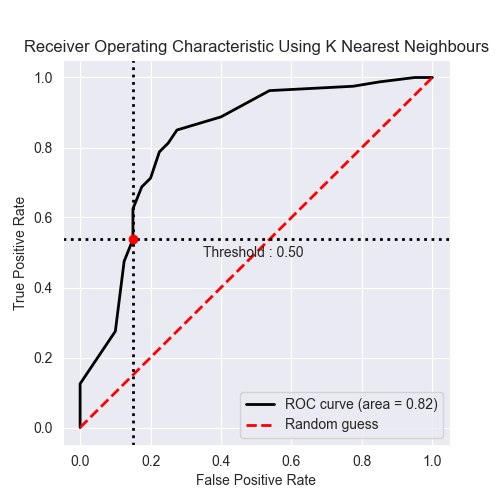 Receiver Operating Characteristic Using K Nearest Neighbours
1.0
0.8
0.6
0.4
0.2
0.0
True Positive Rate
Threshold : 0.50
ROC curve (area = 0.82)
Random guess
0.0 0.2 0.4 0.6 0.8 1.0
False Positive Rate